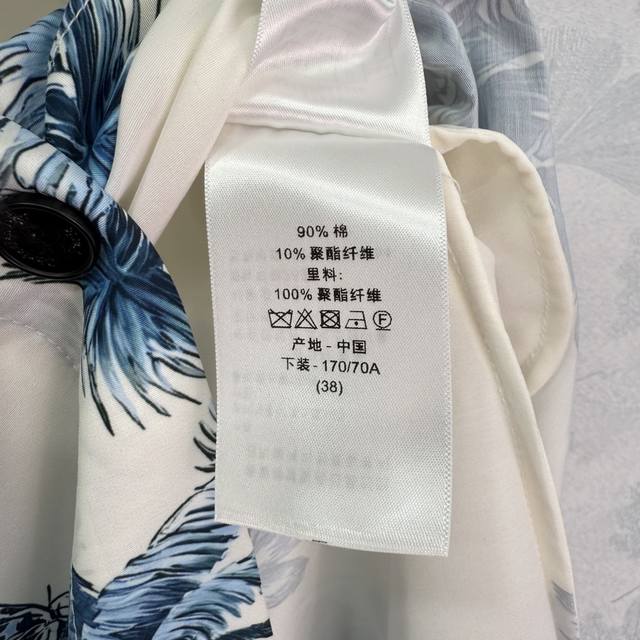 90% 棉
10% 聚酯纤维
里料:
100% 聚酯纤维
产地 - 中国
下装 - 170/70A
(38)